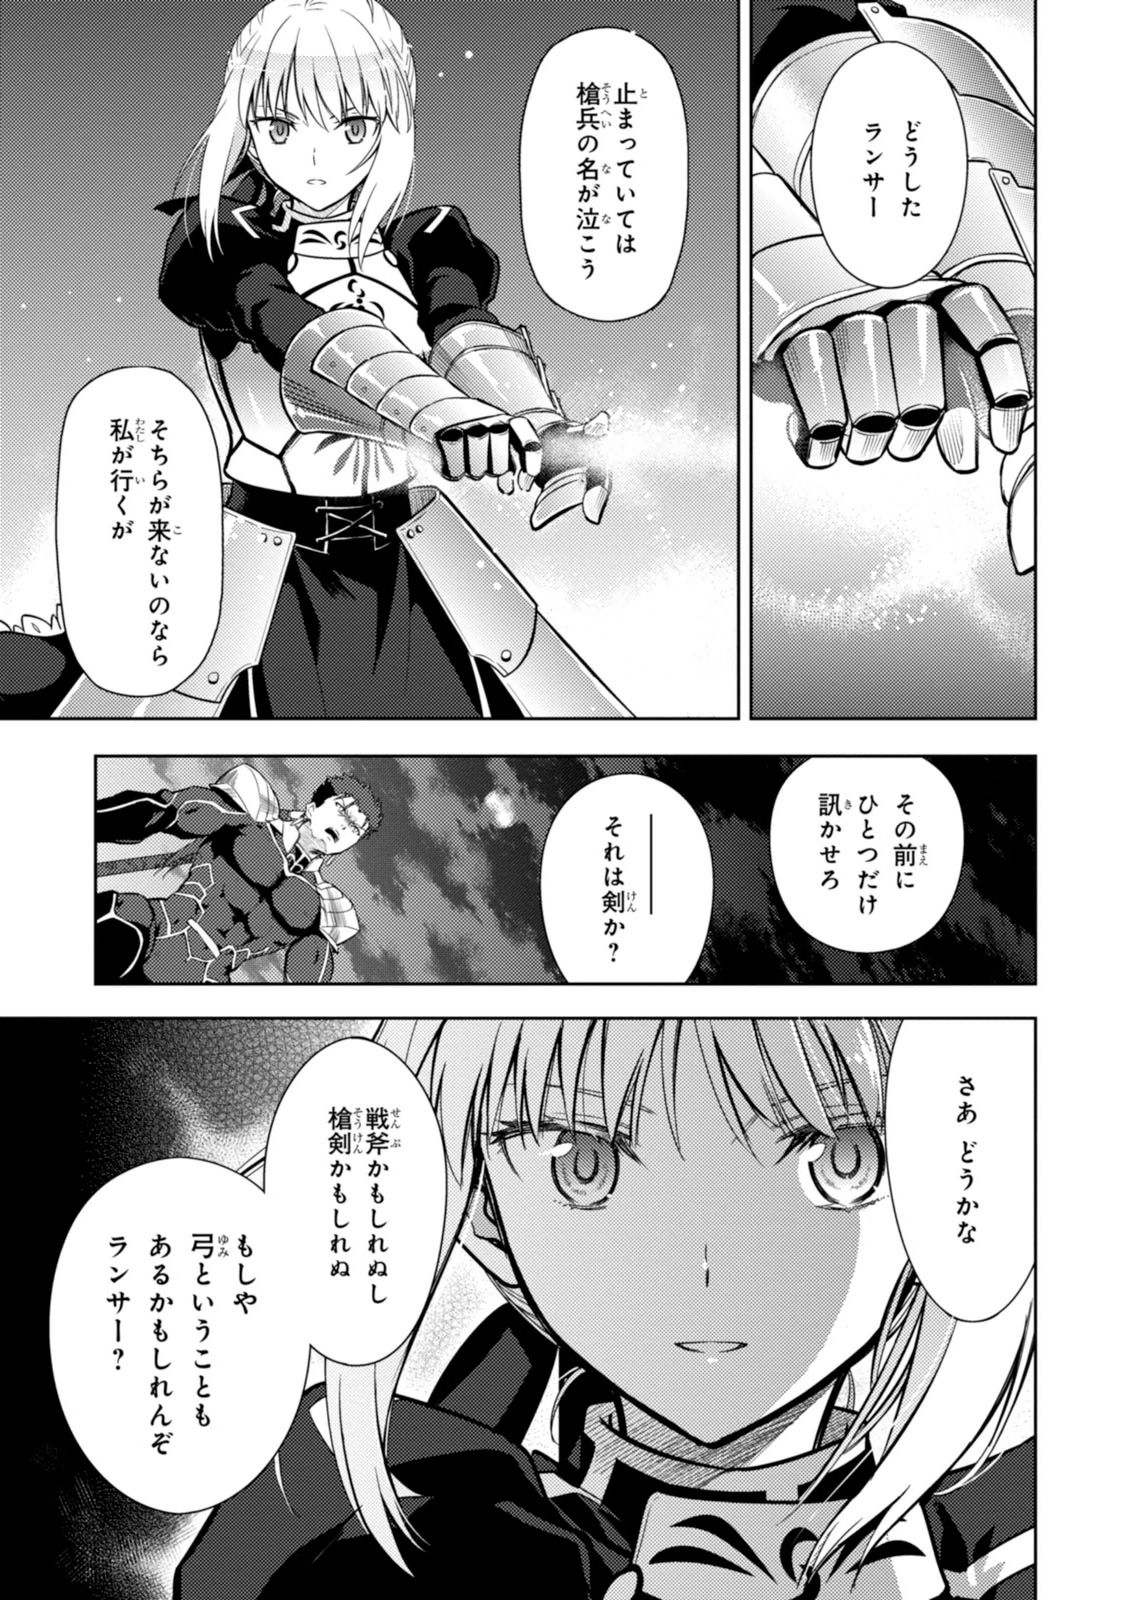 どうした
ランサー
止まっていては
槍兵の名が泣こう
そちらが来ないのなら
私が行くが
その前に
ひとつだけ
訊かせろ
――
それは剣か？
さあ どうかな
戦斧かもしれぬし
槍剣かもしれぬ
もしや
弓ということも
あるかもしれんぞ
ランサー？